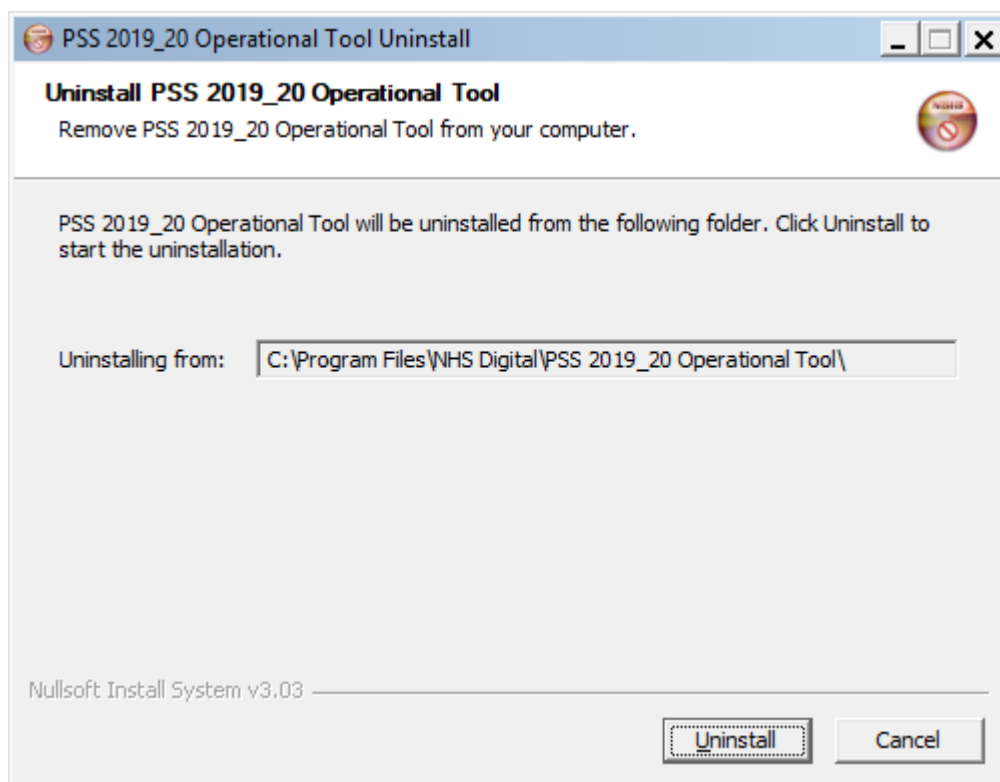 PSS 2019_20 Operational Tool Uninstall
Uninstall PSS 2019_20 Operational Tool
Remove PSS 2019_20 Operational Tool from your computer.
PSS 2019_20 Operational Tool will be uninstalled from the following folder. Click Uninstall to
start the uninstallation.
Uninstalling from: C:\Program Files\NHS Digital\PSS 2019_20 Operational Tool\
Nullsoft Install System v3.03
Uninstall Cancel